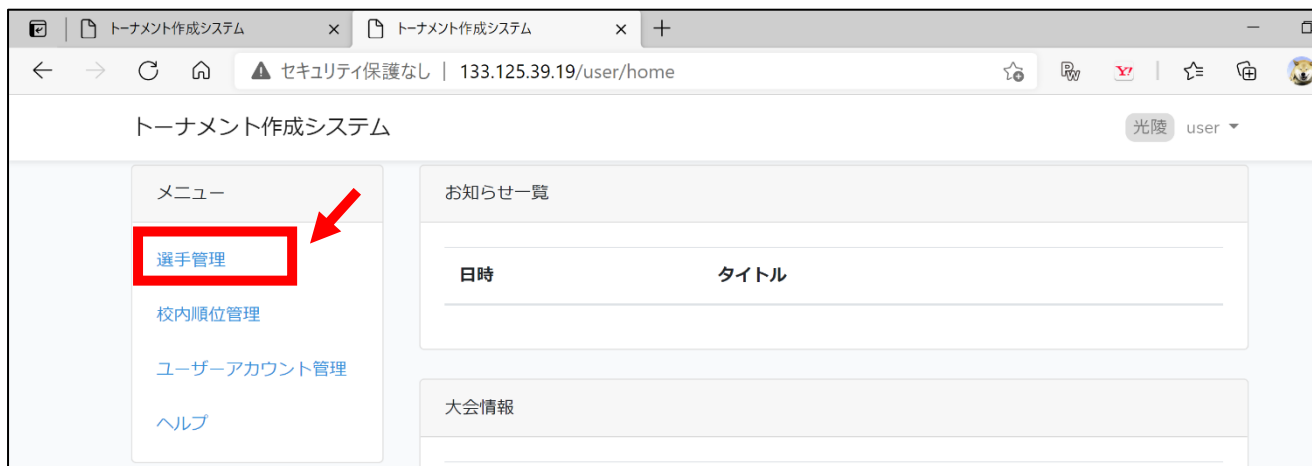 トーナメント作成システム
トーナメント作成システム
セキュリティ保護なし | 133.125.39.19/user/home
トーナメント作成システム
光陵 user
メニュー
選手管理
校内順位管理
ユーザーアカウント管理
ヘルプ
お知らせ一覧
日時 タイトル
大会情報